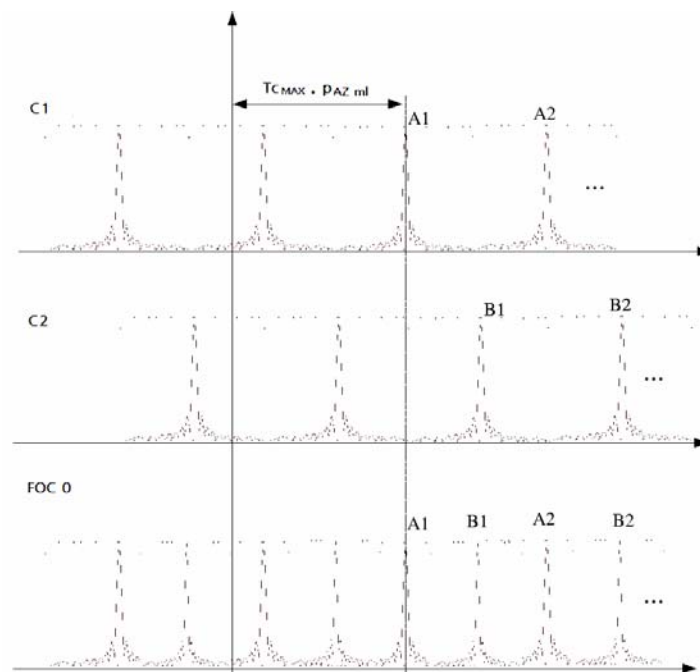 Tc MAX . pAZ ml
C1
A1 A2
...
B1 B2
C2
...
FOC 0
A1 B1 A2 B2
...